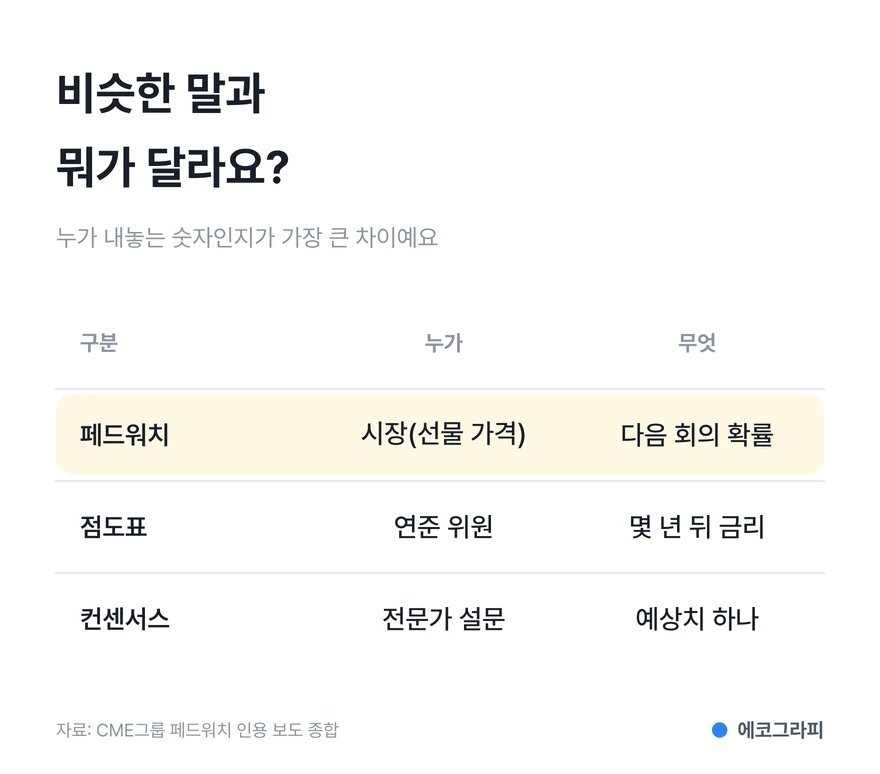 비슷한 말과
뭐가 달라요?
누가 내놓는 숫자인지가 가장 큰 차이예요
구분 누가 무엇
페드워치 시장(선물 가격) 다음 회의 확률
점도표 연준 위원 몇 년 뒤 금리
컨센서스 전문가 설문 예상치 하나
자료: CME그룹 페드워치 인용 보도 종합
에코그라피